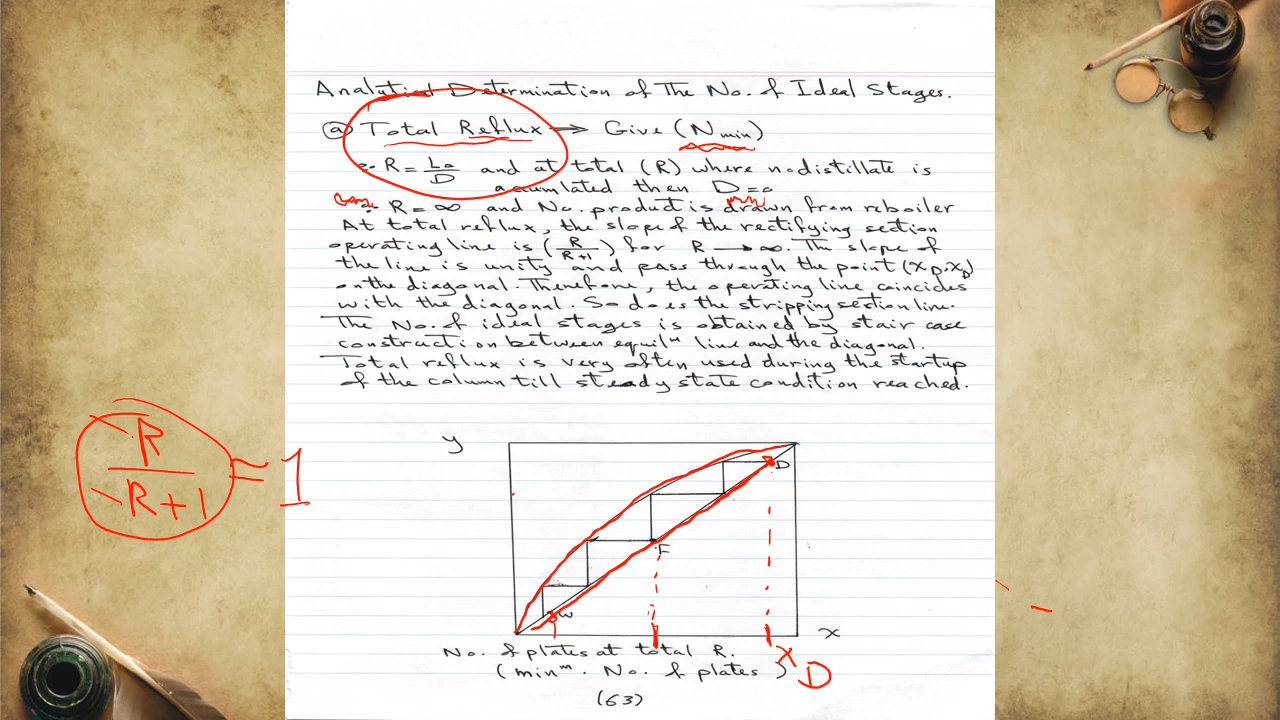 Analytical Determination of The No. of Ideal Stages.
(a) Total Reflux ⇒ Give (Nmin)
∵ R = Lo/D and at total (R) where no distillate is
accumulated then D = 0
∴ R = ∞ and No. product is drawn from reboiler
At total reflux, the slope of the rectifying section
operating line is (R/R+1) for R → ∞. The slope of
the line is unity and pass through the point (xD, xD)
on the diagonal. Therefore, the operating line coincides
with the diagonal. So does the stripping section line.
The No. of ideal stages is obtained by stair case
construction between equilm line and the diagonal.
Total reflux is very often used during the startup
of the column till steady state condition reached.
R/R+1 = 1
y
D
F
W
x
xD
No. of plates at total R.
(minm. No. of plates)
(63)